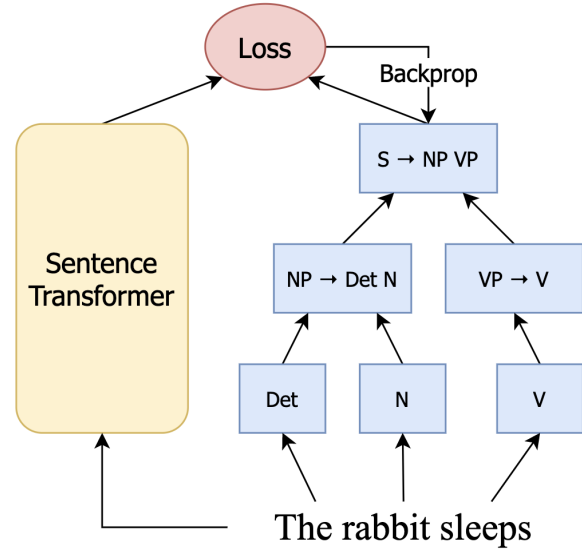 Loss
Backprop
S → NP VP
Sentence
Transformer
NP → Det N
VP → V
Det
N
V
The rabbit sleeps